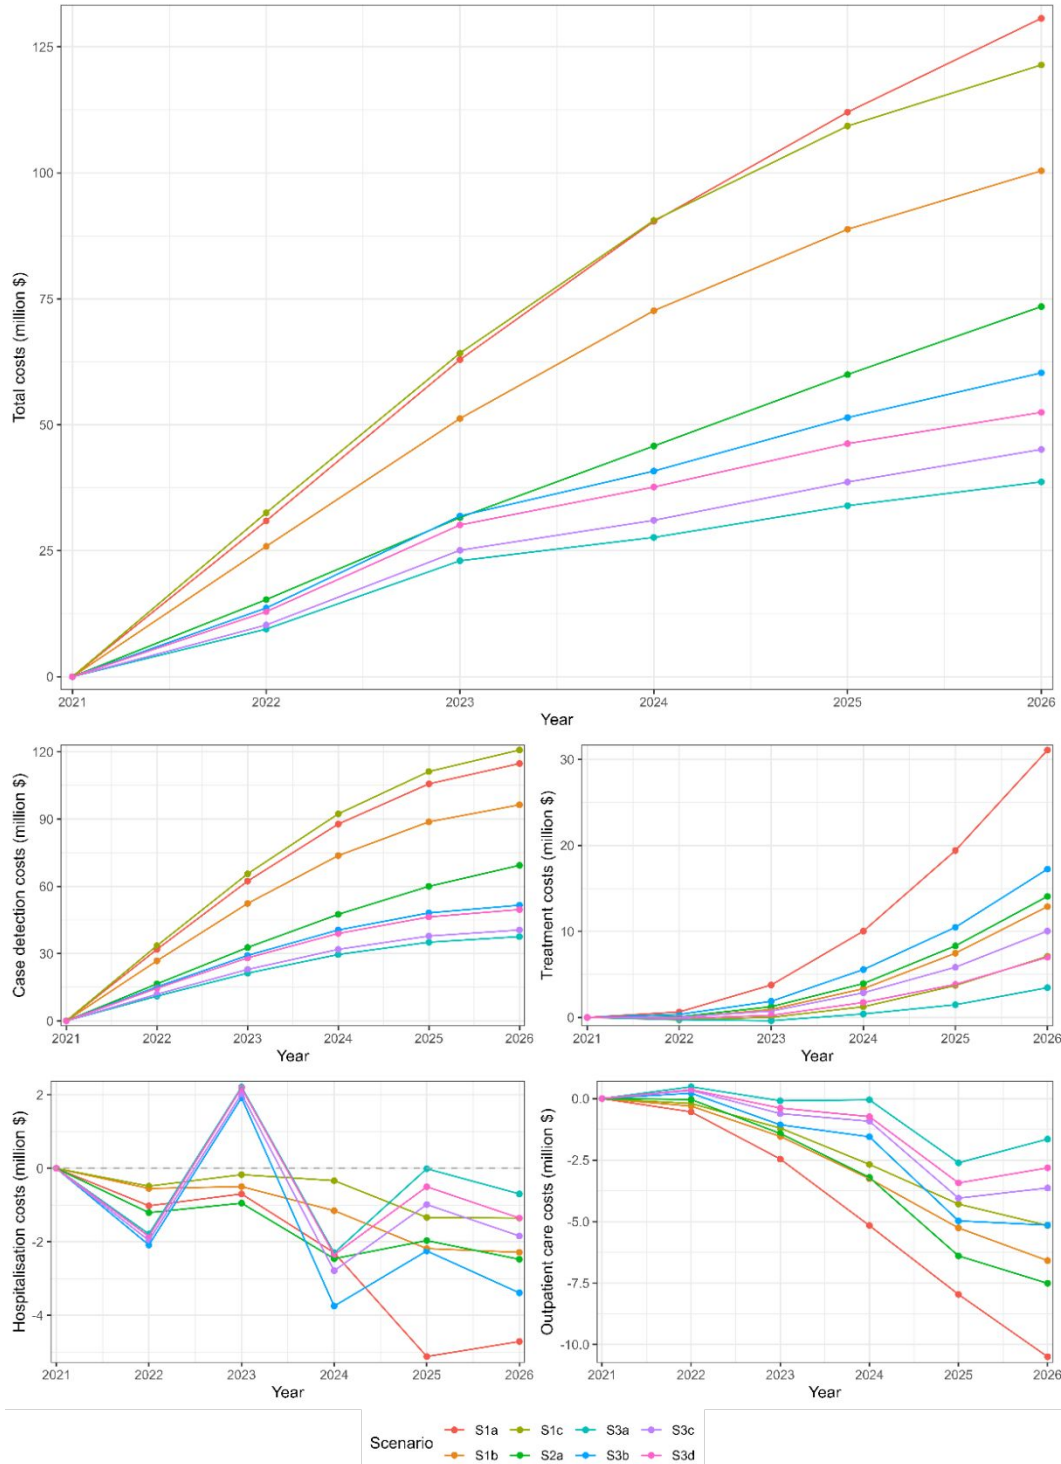 Total costs (million $)
125
100
75
50
25
0
2021 2022 2023 2024 2025 2026
Year
Case detection costs (million $)
120
90
60
30
0
2021 2022 2023 2024 2025 2026
Year
Treatment costs (million $)
30
20
10
0
2021 2022 2023 2024 2025 2026
Year
Hospitalisation costs (million $)
2
0
-2
-4
2021 2022 2023 2024 2025 2026
Year
Outpatient care costs (million $)
0.0
-2.5
-5.0
-7.5
-10.0
2021 2022 2023 2024 2025 2026
Year
Scenario
S1a S1c S3a S3c
S1b S2a S3b S3d